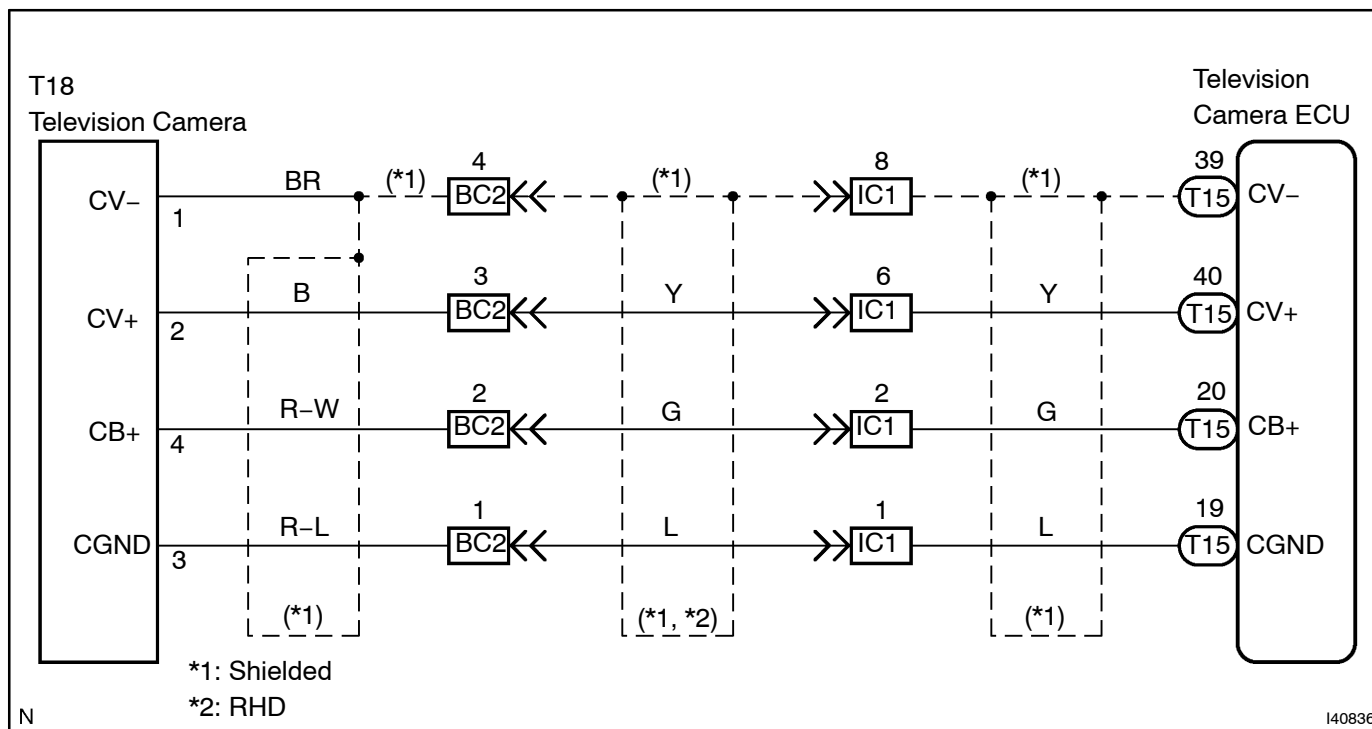 T18
Television Camera
Television
Camera ECU
CV−
1
BR
(*1)
4
BC2
(*1)
8
IC1
(*1)
39
T15
CV−
CV+
2
B
3
BC2
Y
6
IC1
Y
40
T15
CV+
CB+
4
R−W
2
BC2
G
2
IC1
G
20
T15
CB+
CGND
3
R−L
1
BC2
L
1
IC1
L
19
T15
CGND
(*1)
(*1, *2)
(*1)
*1: Shielded
*2: RHD
N
I40836